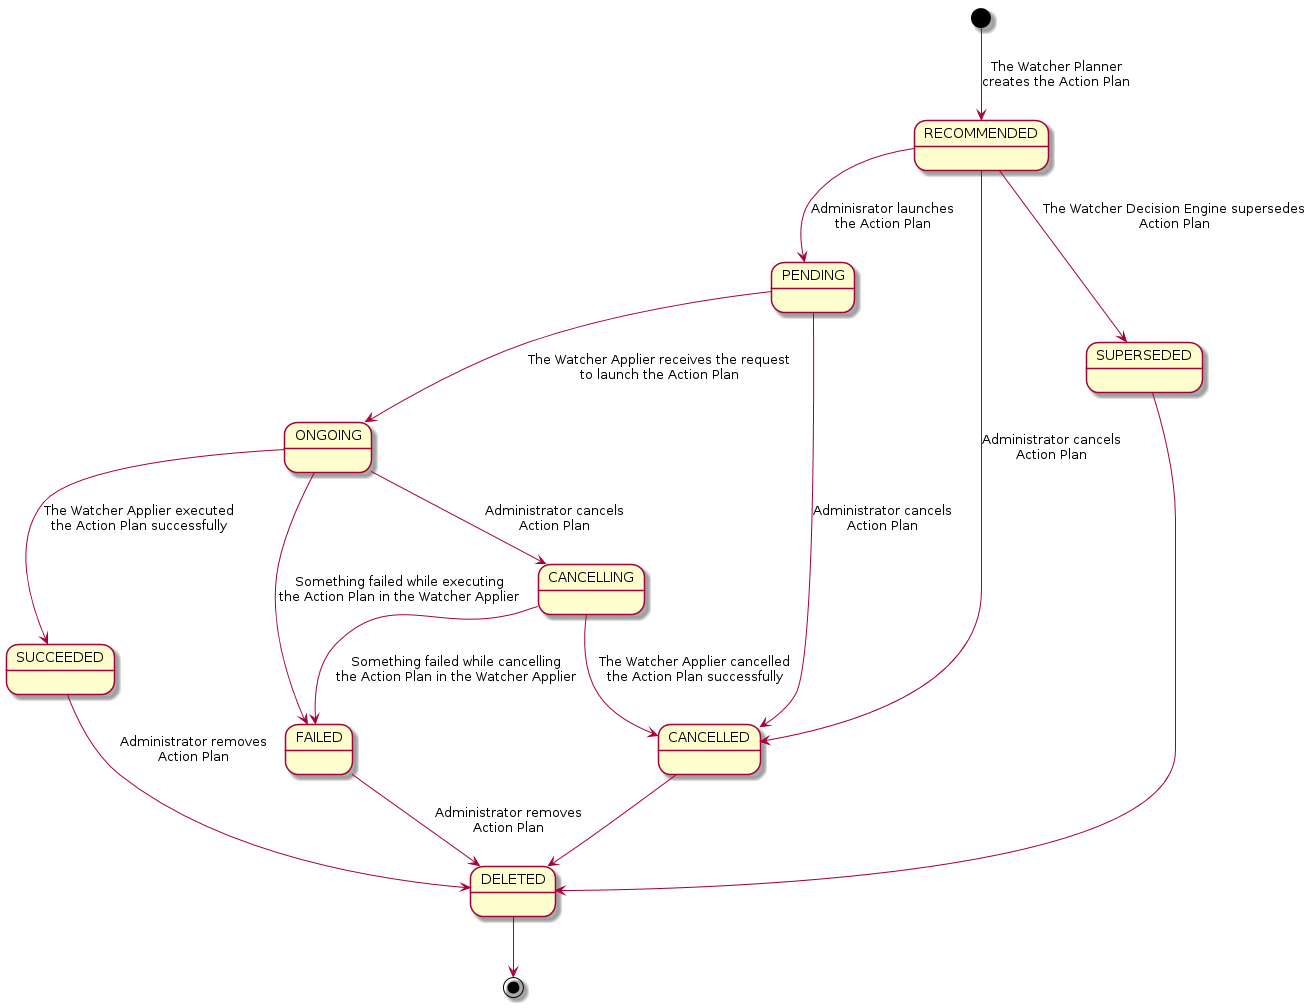 The Watcher Planner
creates the Action Plan
RECOMMENDED
Adminisrator launches
the Action Plan
The Watcher Decision Engine supersedes
Action Plan
PENDING
SUPERSEDED
The Watcher Applier receives the request
to launch the Action Plan
ONGOING
Administrator cancels
Action Plan
The Watcher Applier executed
the Action Plan successfully
Administrator cancels
Action Plan
Administrator cancels
Action Plan
Something failed while executing
the Action Plan in the Watcher Applier
CANCELLING
SUCCEEDED
Something failed while cancelling
the Action Plan in the Watcher Applier
The Watcher Applier cancelled
the Action Plan successfully
Administrator removes
Action Plan
FAILED
CANCELLED
Administrator removes
Action Plan
DELETED